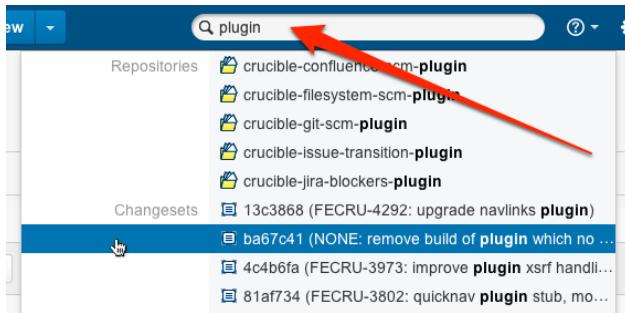 ew
plugin
Repositories crucible-confluence-scm-plugin
crucible-filesystem-scm-plugin
crucible-git-scm-plugin
crucible-issue-transition-plugin
crucible-jira-blockers-plugin
Changesets 13c3868 (FECRU-4292: upgrade navlinks plugin)
ba67c41 (NONE: remove build of plugin which no ...
4c4b6fa (FECRU-3973: improve plugin xsrf handli...
81af734 (FECRU-3802: quicknav plugin stub, mo...